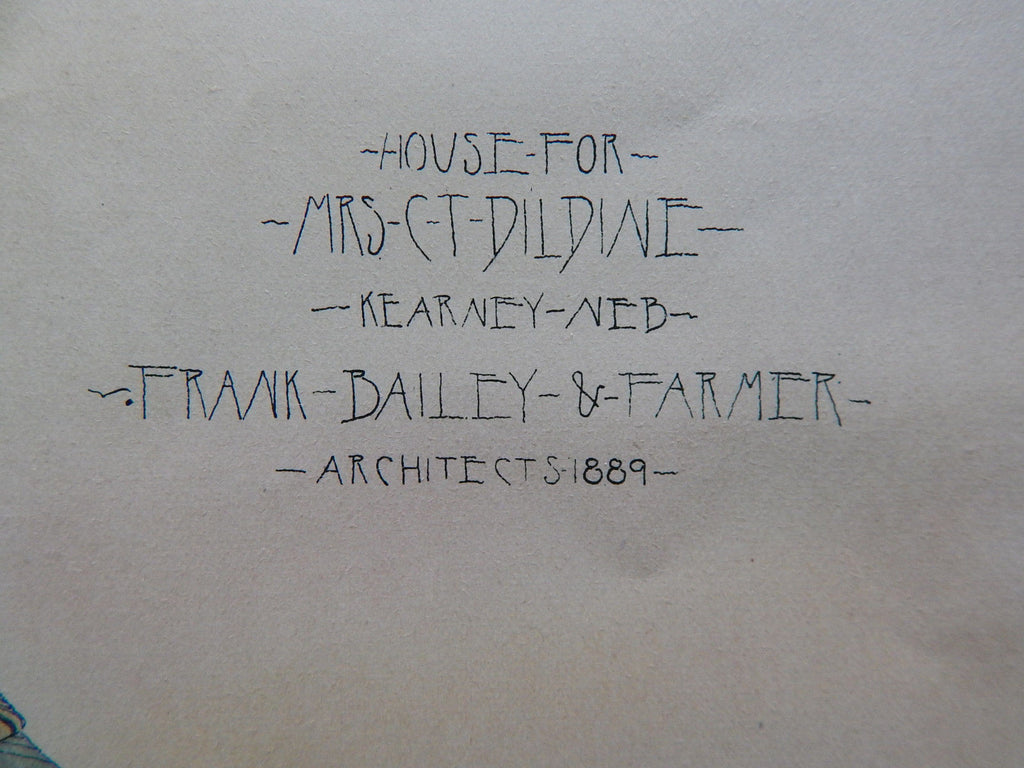 ~HOUSE-FOR~
~MRS-C-T-DILDINE~
—KEARNEY-NEB~
~.FRANK-BAILEY-&-FARMER-
—ARCHITECTS-1889—